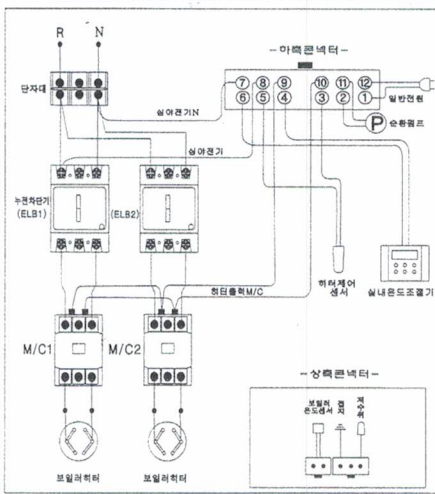 R N
단자대
심야전기N
심야전기
누전차단기
(ELB1)
(ELB2)
-마측콘넥터-
⑦ ⑧ ⑨ ⑩ ⑪ ⑫
⑥ ⑤ ④ ③ ② ①
일반전원
P
순환펌프
히터제어
센서
실내온도조절기
히터출력M/C
M/C1
M/C2
보일러히터
보일러히터
-상측콘넥터-
보일러
온도센서
접지
저수위